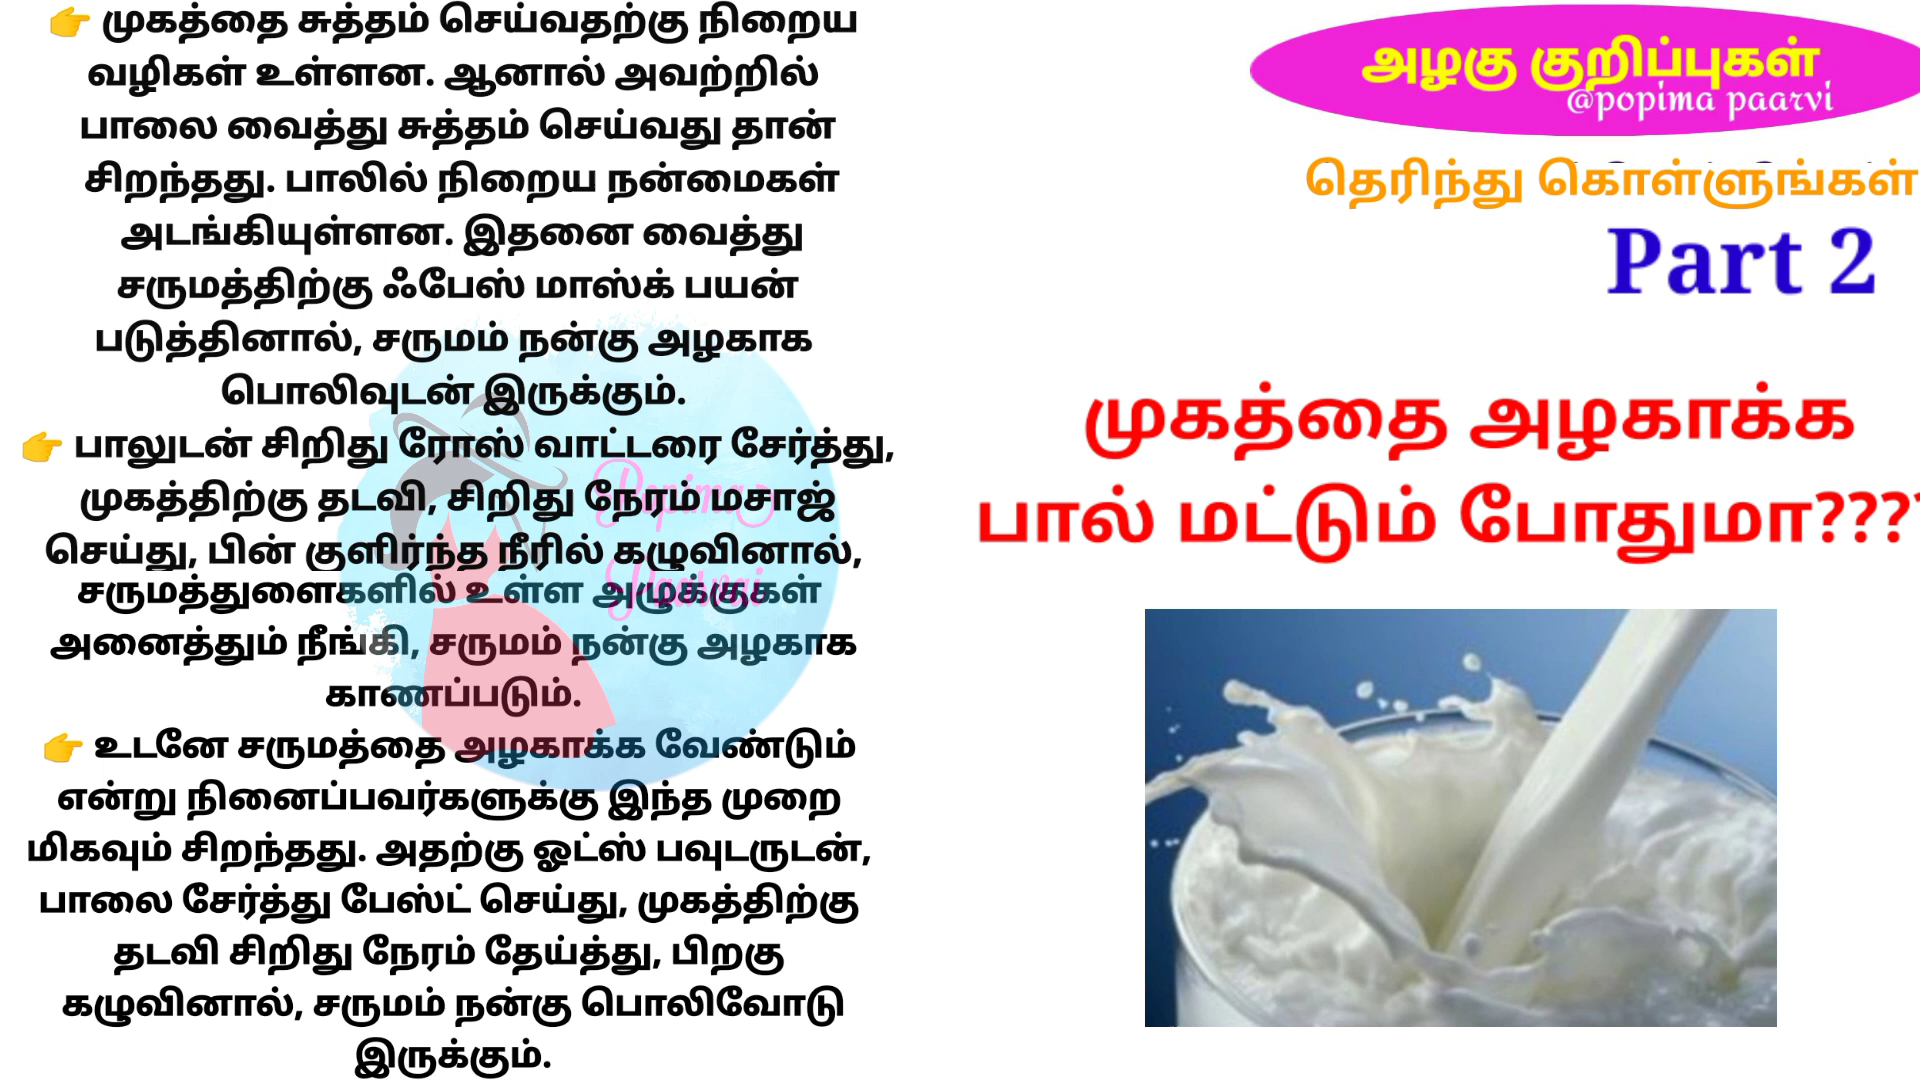 👉 முகத்தை சுத்தம் செய்வதற்கு நிறைய
வழிகள் உள்ளன. ஆனால் அவற்றில்
பாலை வைத்து சுத்தம் செய்வது தான்
சிறந்தது. பாலில் நிறைய நன்மைகள்
அடங்கியுள்ளன. இதனை வைத்து
சருமத்திற்கு ஃபேஸ் மாஸ்க் பயன்
படுத்தினால், சருமம் நன்கு அழகாக
பொலிவுடன் இருக்கும்.
👉 பாலுடன் சிறிது ரோஸ் வாட்டரை சேர்த்து,
முகத்திற்கு தடவி, சிறிது நேரம் மசாஜ்
செய்து, பின் குளிர்ந்த நீரில் கழுவினால்,
சருமத்துளைகளில் உள்ள அழுக்குகள்
அனைத்தும் நீங்கி, சருமம் நன்கு அழகாக
காணப்படும்.
👉 உடனே சருமத்தை அழகாக்க வேண்டும்
என்று நினைப்பவர்களுக்கு இந்த முறை
மிகவும் சிறந்தது. அதற்கு ஓட்ஸ் பவுடருடன்,
பாலை சேர்த்து பேஸ்ட் செய்து, முகத்திற்கு
தடவி சிறிது நேரம் தேய்த்து, பிறகு
கழுவினால், சருமம் நன்கு பொலிவோடு
இருக்கும்.
Popima
Paarvai
அழகு குறிப்புகள்
@popima paarvi
தெரிந்து கொள்ளுங்கள்
Part 2
முகத்தை அழகாக்க
பால் மட்டும் போதுமா????